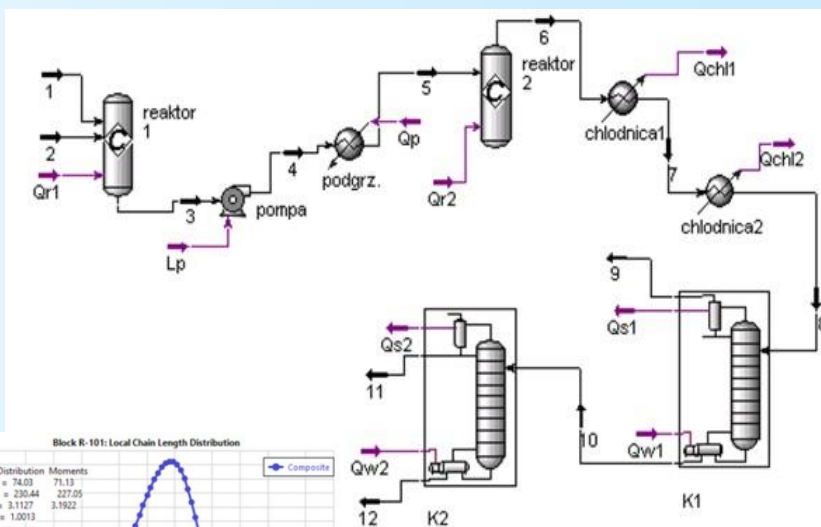 6
reaktor
2
Qchl1
1
reaktor
1
5
chlodnica1
2
Qp
4
Qchl2
7
podgrz.
Qr1
Qr2
3
pompa
chlodnica2
Lp
9
8
Qs2
Qs1
11
10
Qw1
Qw2
12
K2
K1
Block R-101: Local Chain Length Distribution
Distribution Moments
= 74.03 71.13
= 230.44 227.05
= 3.1127 3.1922
= 1.0013
Composite